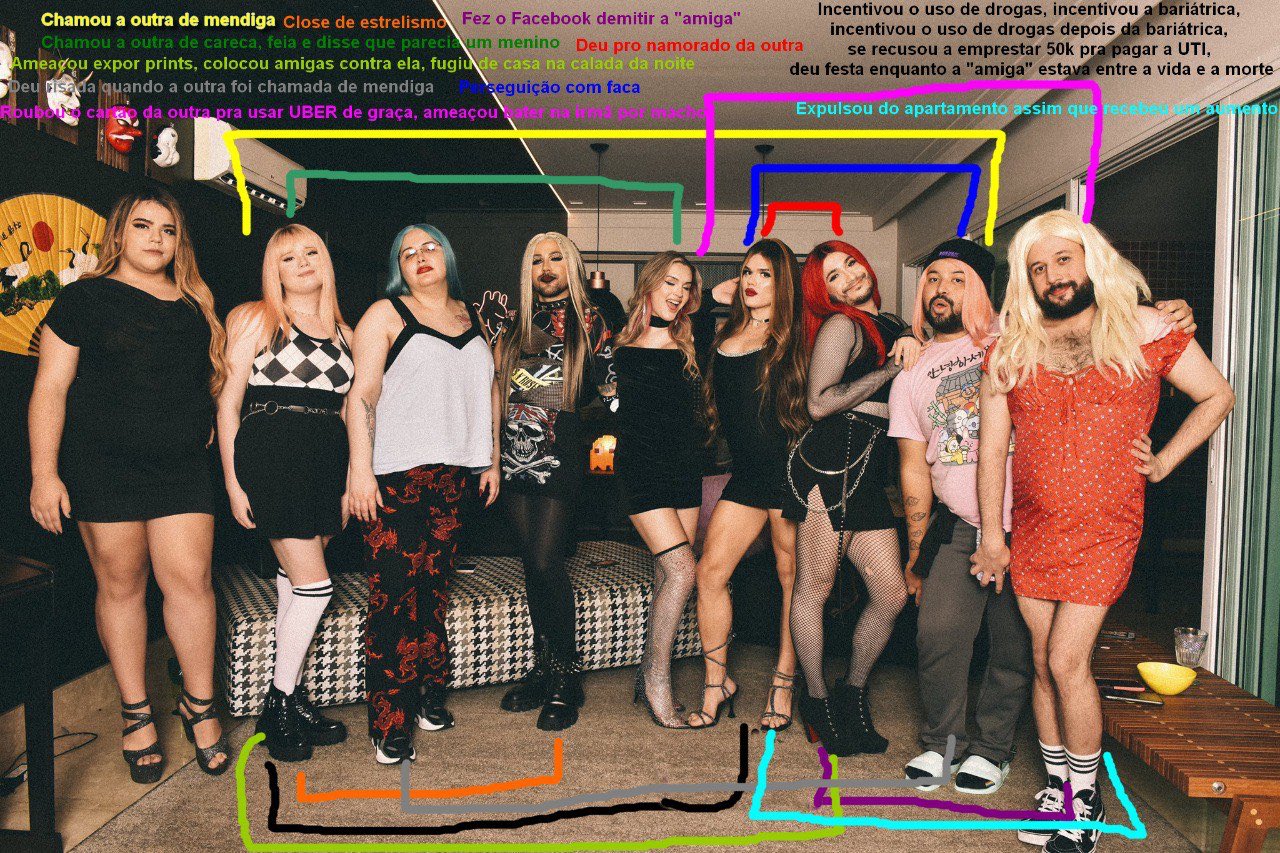 Chamou a outra de mendiga
Close de estrelismo
Fez o Facebook demitir a "amiga"
Incentivou o uso de drogas, incentivou a bariátrica,
incentivou o uso de drogas depois da bariátrica,
se recusou a emprestar 50k pra pagar a UTI,
deu festa enquanto a "amiga" estava entre a vida e a morte
Chamou a outra de careca, feia e disse que parecia um menino
Deu pro namorado da outra
Ameaçou expor prints, colocou amigas contra ela, fugiu de casa na calada da noite
Deu risada quando a outra foi chamada de mendiga
Perseguição com faca
Roubou o cartão da outra pra usar UBER de graça, ameaçou bater na irmã por macho
Expulsou do apartamento assim que recebeu um aumento